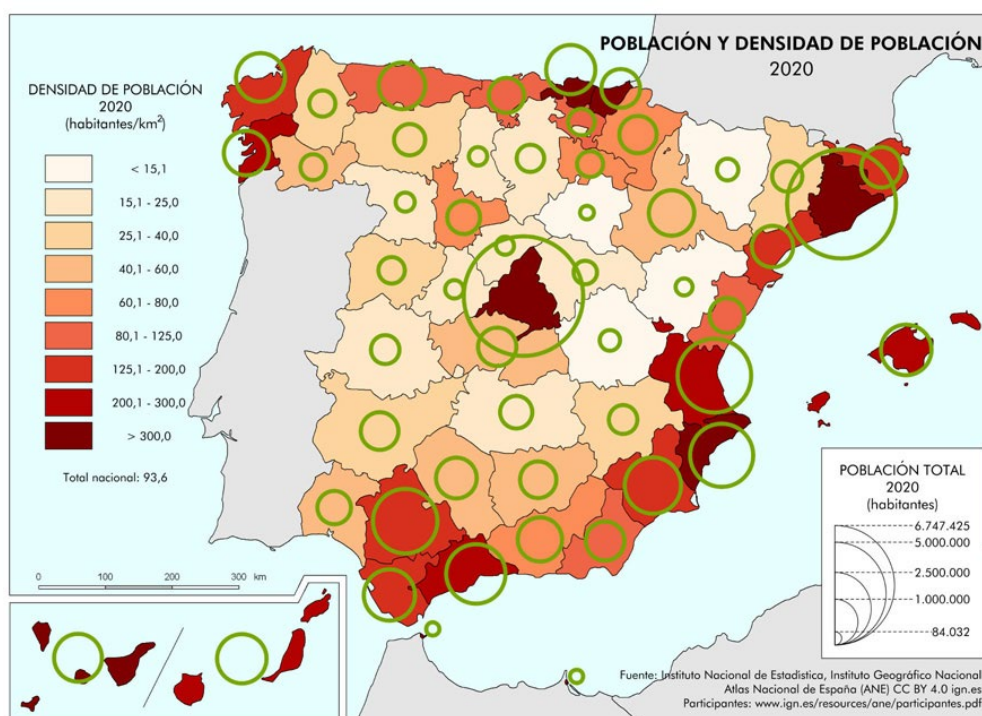 POBLACIÓN Y DENSIDAD DE POBLACIÓN
2020
DENSIDAD DE POBLACIÓN
2020
(habitantes/km²)
< 15,1
15,1 - 25,0
25,1 - 40,0
40,1 - 60,0
60,1 - 80,0
80,1 - 125,0
125,1 - 200,0
200,1 - 300,0
> 300,0
Total nacional: 93,6
0 100 200 300 km
POBLACIÓN TOTAL
2020
(habitantes)
6.747.425
5.000.000
2.500.000
1.000.000
84.032
Fuente: Instituto Nacional de Estadística, Instituto Geográfico Nacional
Atlas Nacional de España (ANE) CC BY 4.0 ign.es
Participantes: www.ign.es/resources/ane/participantes.pdf